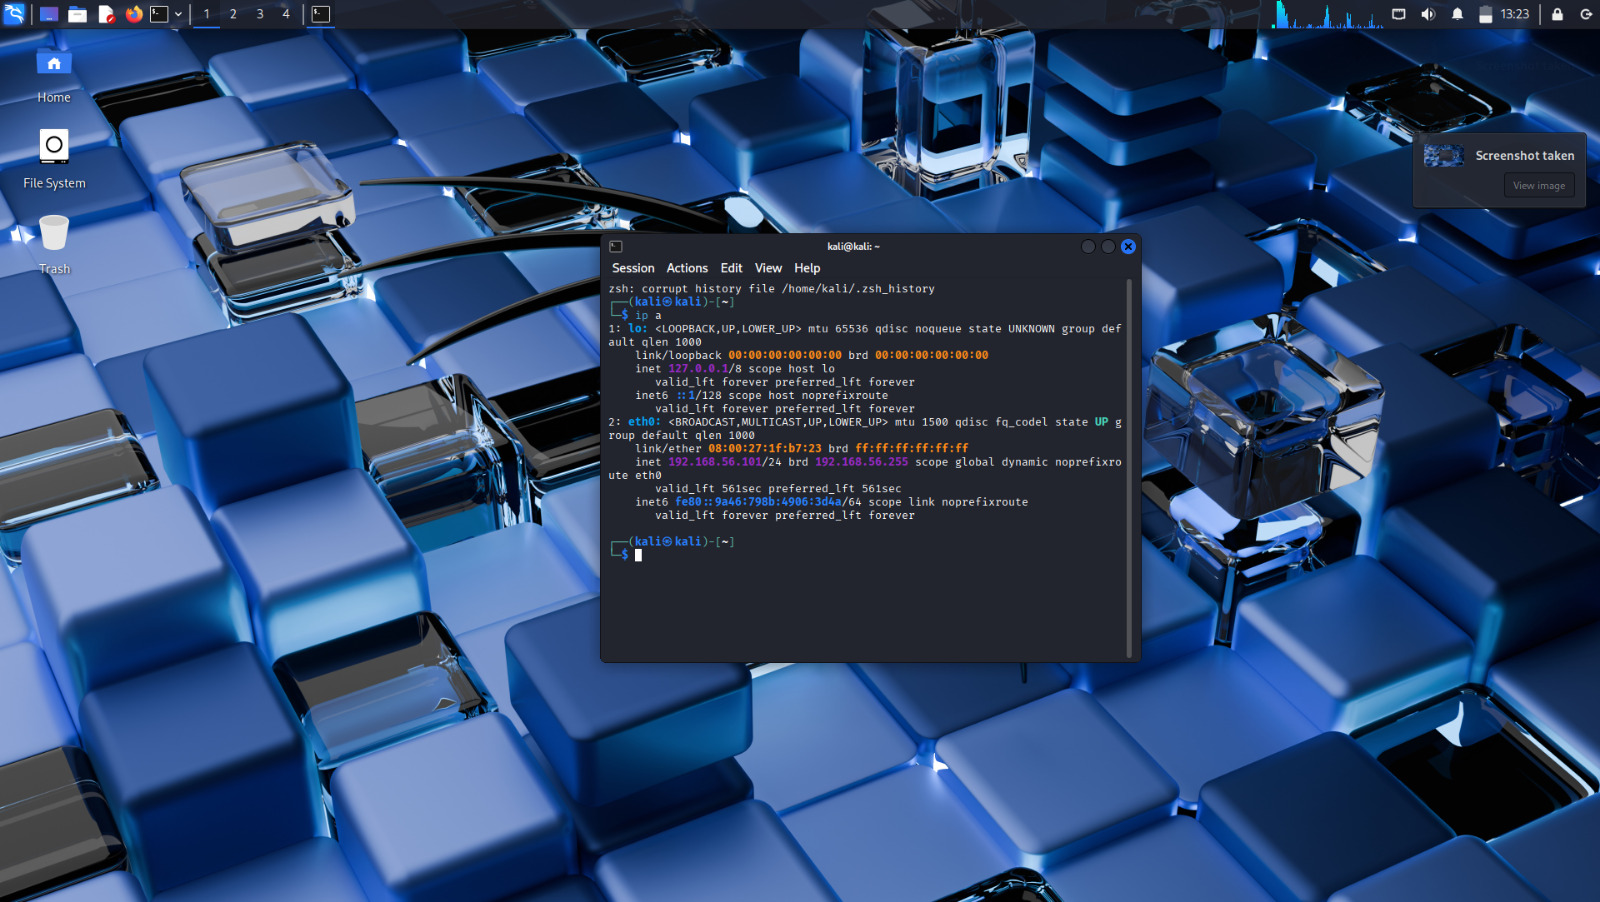 1 2 3 4
13:23
Home
File System
Trash
Screenshot taken
View image
kali@kali: ~
Session Actions Edit View Help
zsh: corrupt history file /home/kali/.zsh_history
┌──(kali㉿kali)-[~]
└─$ ip a
1: lo: <LOOPBACK,UP,LOWER_UP> mtu 65536 qdisc noqueue state UNKNOWN group def
ault qlen 1000
    link/loopback 00:00:00:00:00:00 brd 00:00:00:00:00:00
    inet 127.0.0.1/8 scope host lo
       valid_lft forever preferred_lft forever
    inet6 ::1/128 scope host noprefixroute
       valid_lft forever preferred_lft forever
2: eth0: <BROADCAST,MULTICAST,UP,LOWER_UP> mtu 1500 qdisc fq_codel state UP g
roup default qlen 1000
    link/ether 08:00:27:1f:b7:23 brd ff:ff:ff:ff:ff:ff
    inet 192.168.56.101/24 brd 192.168.56.255 scope global dynamic noprefixro
ute eth0
       valid_lft 561sec preferred_lft 561sec
    inet6 fe80::9a46:798b:4906:3d4a/64 scope link noprefixroute
       valid_lft forever preferred_lft forever
┌──(kali㉿kali)-[~]
└─$